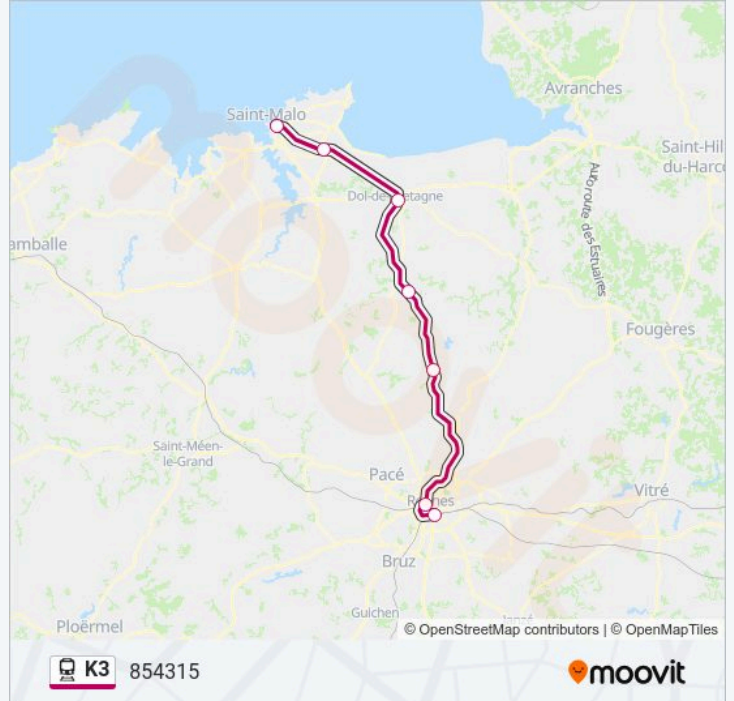 Avranches
Saint-Malo
Saint-Hil
du-Harc
Autoroute des Estuaires
Dol-de-Bretagne
amballe
Fougères
Saint-Méen-
le-Grand
Pacé
Rennes
Vitré
Bruz
Guichen
Ploërmel
© OpenStreetMap contributors | © OpenMapTiles
K3 854315
moovit